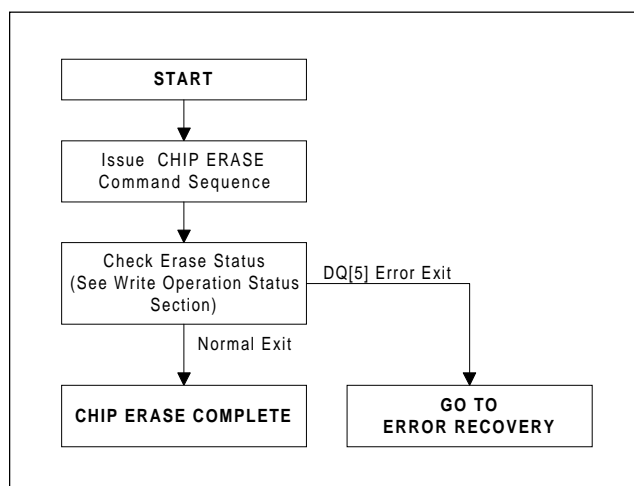 START
Issue CHIP ERASE
Command Sequence
Check Erase Status
(See Write Operation Status
Section)
DQ[5] Error Exit
Normal Exit
CHIP ERASE COMPLETE
GO TO
ERROR RECOVERY